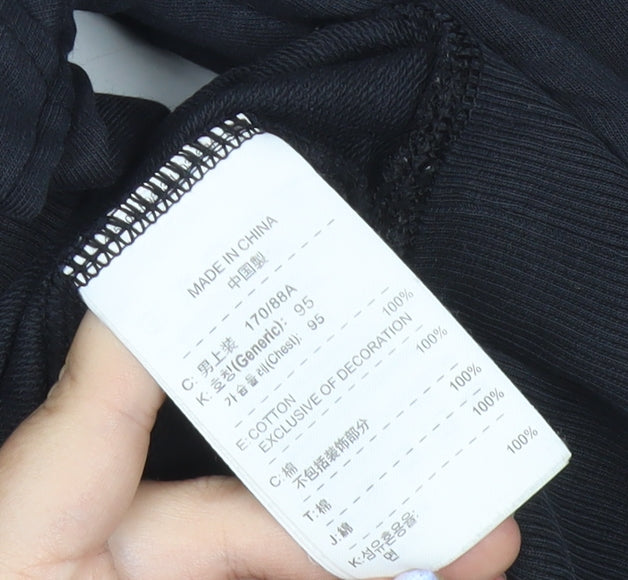 MADE IN CHINA
中国製
C: 男上装 170/88A
K: 호칭(Generic): 95
가슴둘레(Chest): 95
E: COTTON 100%
EXCLUSIVE OF DECORATION
C: 棉 100%
不包括装饰部分
T: 棉 100%
J: 綿 100%
K: 섬유혼용율:
면 100%